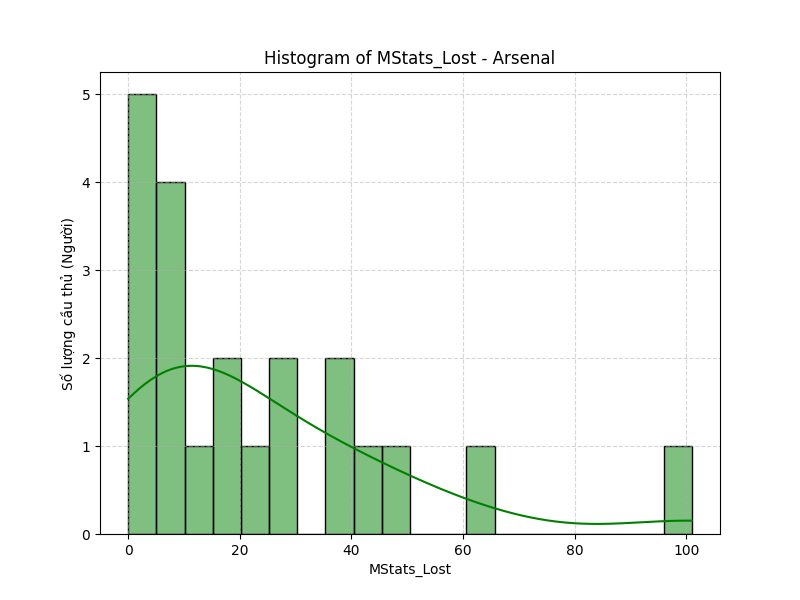 Histogram of MStats_Lost - Arsenal
Số lượng cầu thủ (Người)
5
4
3
2
1
0
0 20 40 60 80 100
MStats_Lost